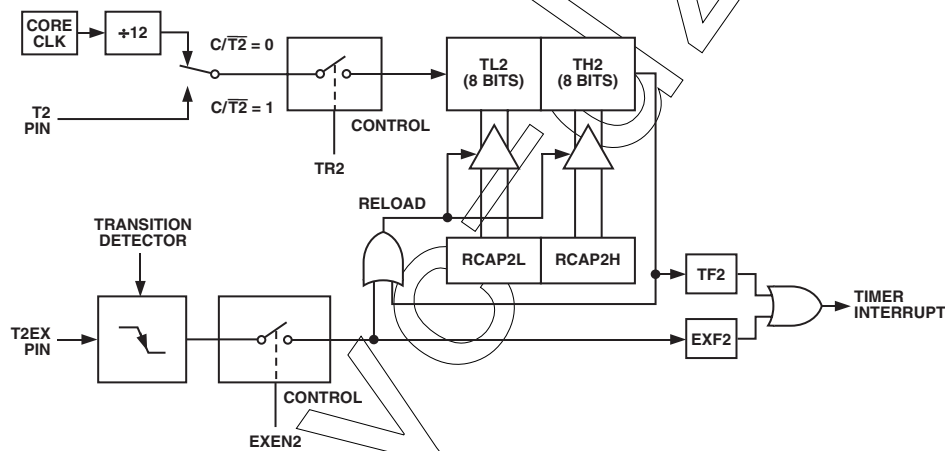 CORE
CLK
÷12
C/T2̅ = 0
C/T2̅ = 1
T2
PIN
CONTROL
TR2
TL2
(8 BITS)
TH2
(8 BITS)
RELOAD
TRANSITION
DETECTOR
RCAP2L
RCAP2H
T2EX
PIN
CONTROL
EXEN2
TF2
EXF2
TIMER
INTERRUPT